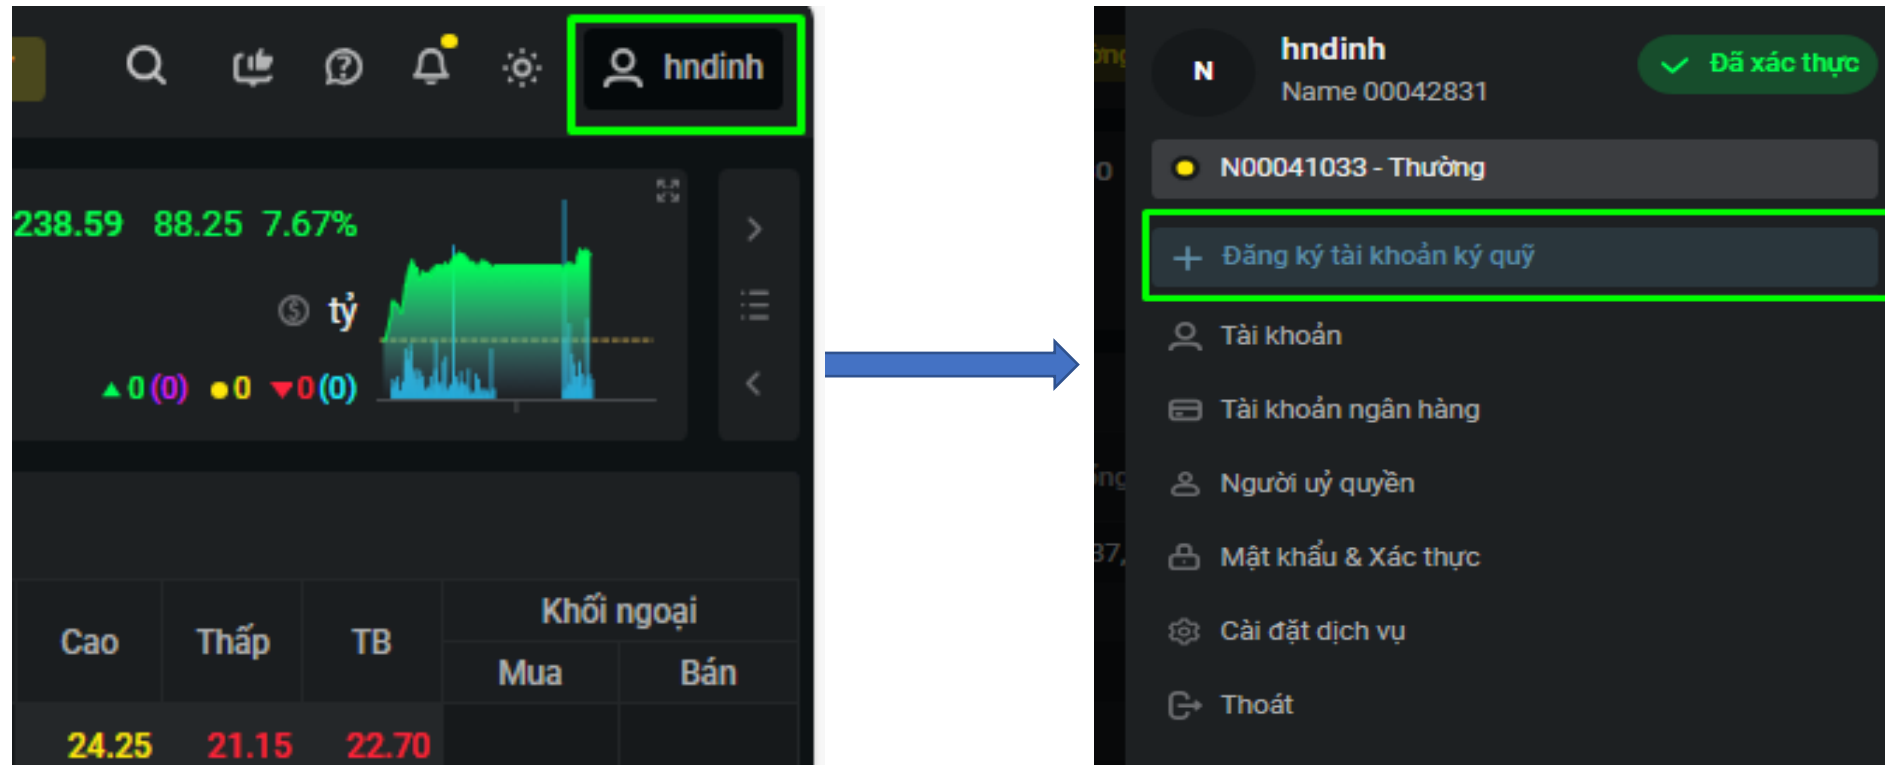 hndinh
238.59 88.25 7.67%
tỷ
0 (0) 0 0 (0)
Khối ngoại
Cao Thấp TB
Mua Bán
24.25 21.15 22.70
N
hndinh
Name 00042831
Đã xác thực
N00041033 - Thường
Đăng ký tài khoản ký quỹ
Tài khoản
Tài khoản ngân hàng
Người uỷ quyền
Mật khẩu & Xác thực
Cài đặt dịch vụ
Thoát